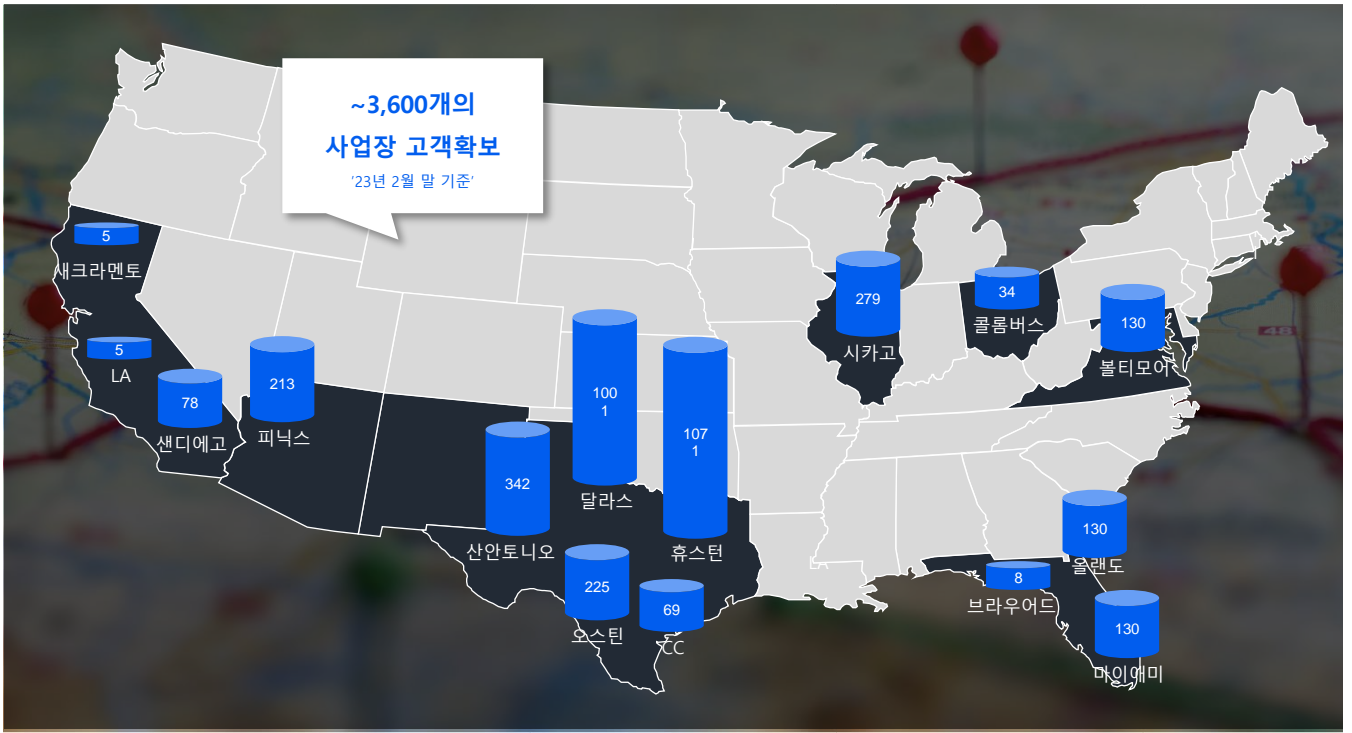 ~3,600개의
사업장 고객확보
'23년 2월 말 기준'
5
새크라멘토
5
LA
78
샌디에고
213
피닉스
342
산안토니오
100
1
달라스
107
1
휴스턴
225
오스틴
69
CC
279
시카고
34
콜롬버스
130
볼티모어
130
올랜도
8
브라우어드
130
마이애미
LA
48